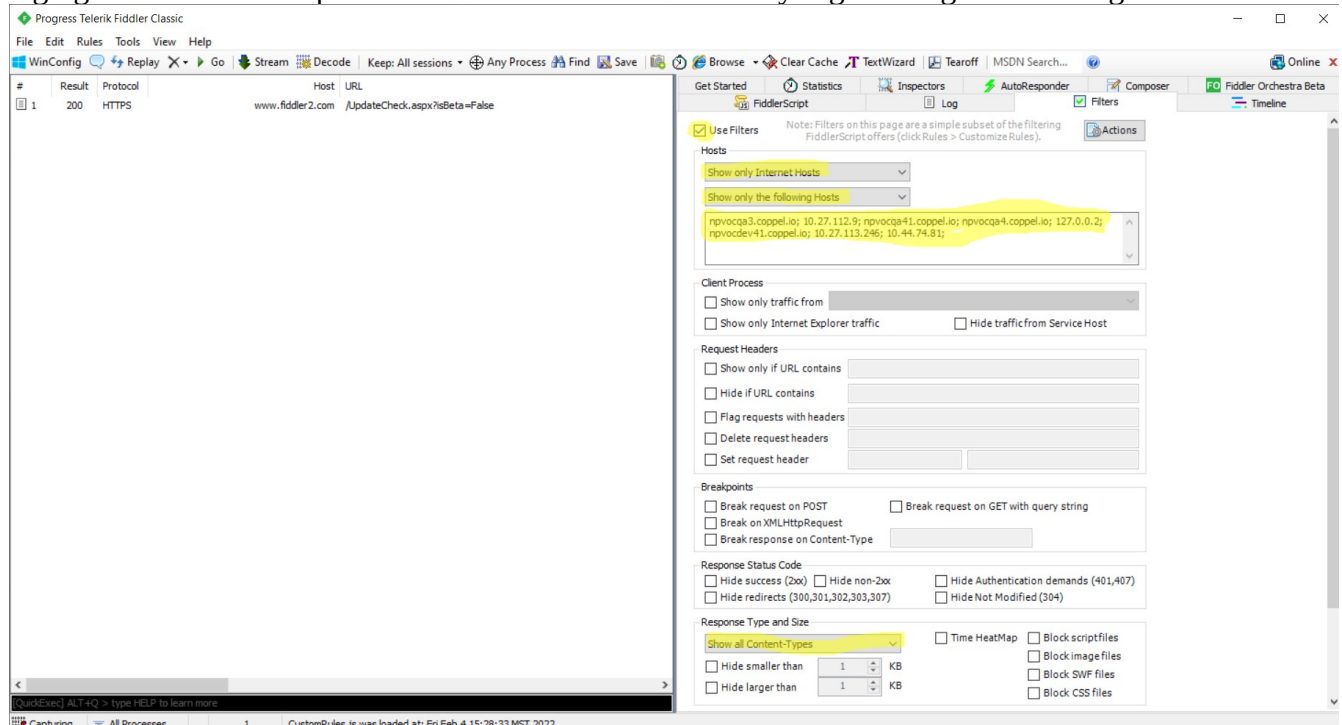 Progress Telerik Fiddler Classic
File Edit Rules Tools View Help
WinConfig Replay X Go Stream Decode Keep: All sessions Any Process Find Save Browse Clear Cache TextWizard Tearoff MSDN Search... Online X
# Result Protocol Host URL
1 200 HTTPS www.fiddler2.com /UpdateCheck.aspx?isBeta=False
Get Started Statistics Inspectors AutoResponder Composer FO Fiddler Orchestra Beta
FiddlerScript Log Filters Timeline
Use Filters
Note: Filters on this page are a simple subset of the filtering
FiddlerScript offers (click Rules > Customize Rules).
Actions
Hosts
Show only Internet Hosts
Show only the following Hosts
npvocqa3.coppel.io; 10.27.112.9; npvocqa41.coppel.io; npvocqa4.coppel.io; 127.0.0.2;
npvocdev41.coppel.io; 10.27.113.246; 10.44.74.81;
Client Process
Show only traffic from
Show only Internet Explorer traffic Hide traffic from Service Host
Request Headers
Show only if URL contains
Hide if URL contains
Flag requests with headers
Delete request headers
Set request header
Breakpoints
Break request on POST Break request on GET with query string
Break on XMLHttpRequest
Break response on Content-Type
Response Status Code
Hide success (2xx) Hide non-2xx Hide Authentication demands (401,407)
Hide redirects (300,301,302,303,307) Hide Not Modified (304)
Response Type and Size
Show all Content-Types Time HeatMap Block script files
Block image files
Hide smaller than 1 KB
Block SWF files
Hide larger than 1 KB
Block CSS files
[QuickExec] ALT+Q > type HELP to learn more
Capturing All Processes 1 CustomRules.js was loaded at: Fri Feb 4 15:28:33 MST 2022